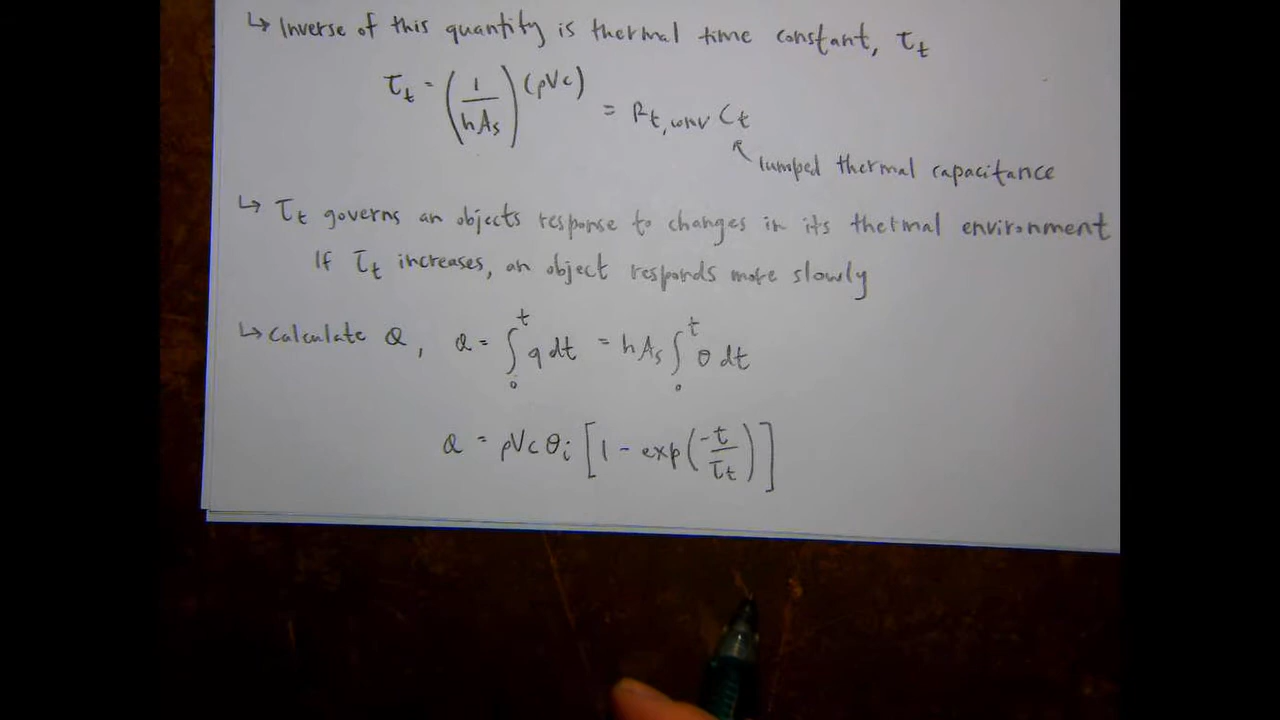 ↳ Inverse of this quantity is thermal time constant, τt
τt = (1/hAs)(ρVc) = Rt,conv Ct
lumped thermal capacitance
↳ τt governs an objects response to changes in its thermal environment
If τt increases, an object responds more slowly
↳ Calculate Q, Q = ∫₀ᵗ q dt = hAs ∫₀ᵗ θ dt
Q = ρVcθi [1 - exp(-t/τt)]